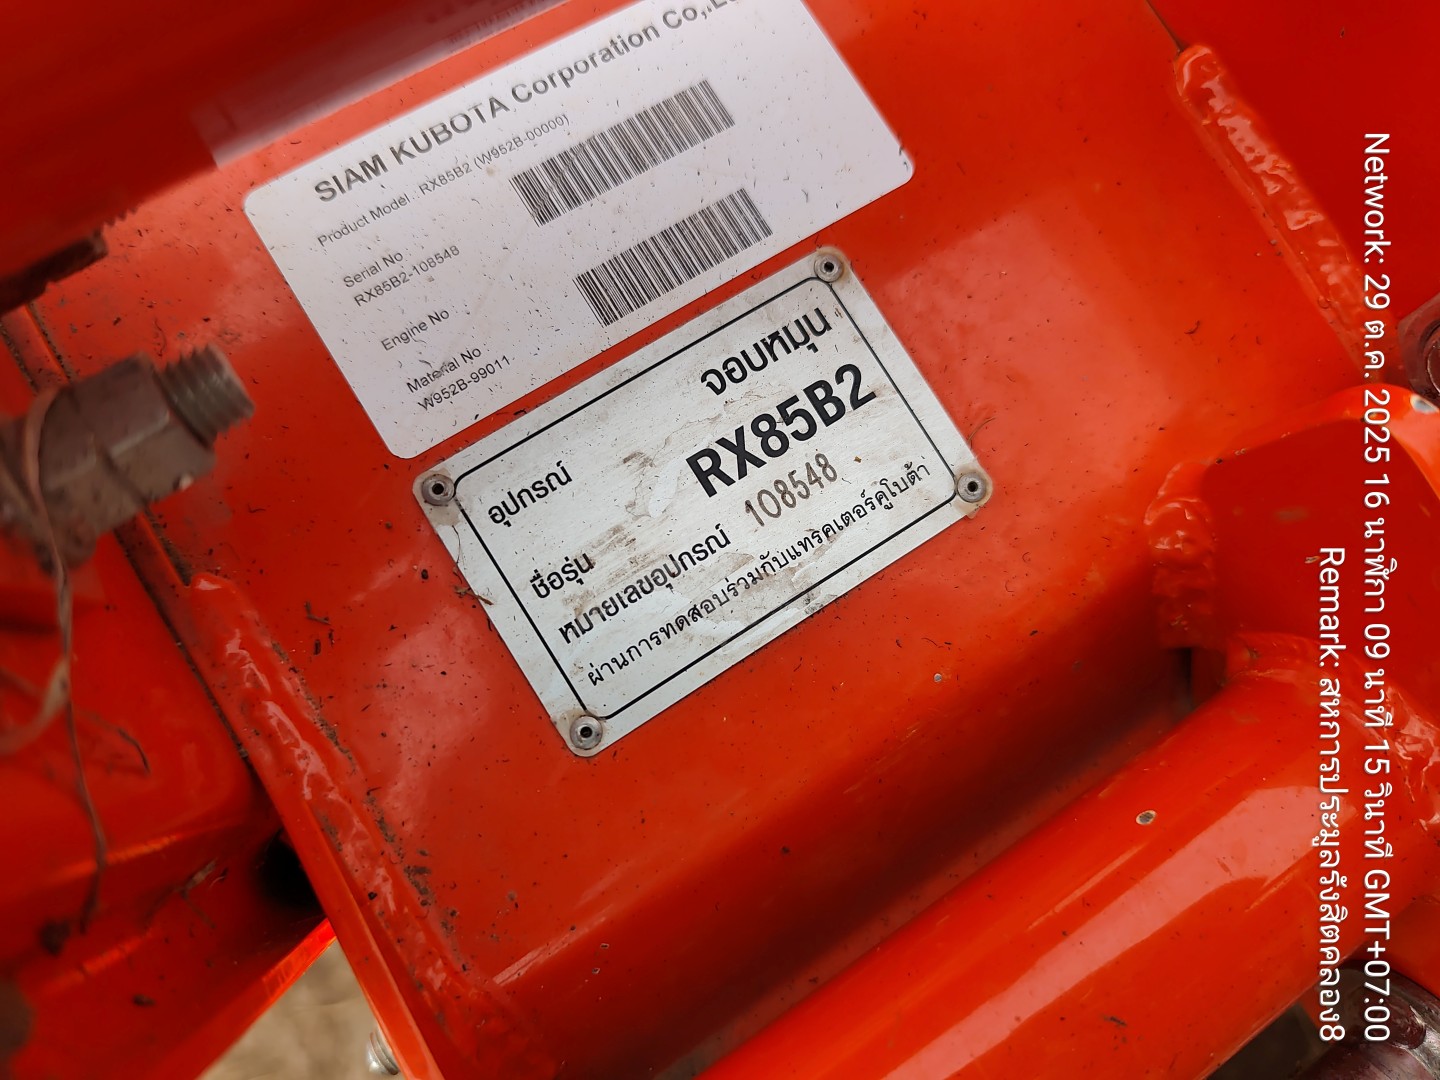 SIAM KUBOTA Corporation Co.,
Product Model : RX85B2 (W952B-00000)
Serial No
RX85B2-108548
Engine No
Material No
W952B-99011
อุปกรณ์ จอบหมุน
ชื่อรุ่น RX85B2
หมายเลขอุปกรณ์ 108548
ผ่านการทดสอบร่วมกับแทรคเตอร์คูโบต้า
Network: 29 ต.ค. 2025 16 นาฬิกา 09 นาที 15 วินาที GMT+07:00
Remark: สหการประมูลรังสิตคลอง8